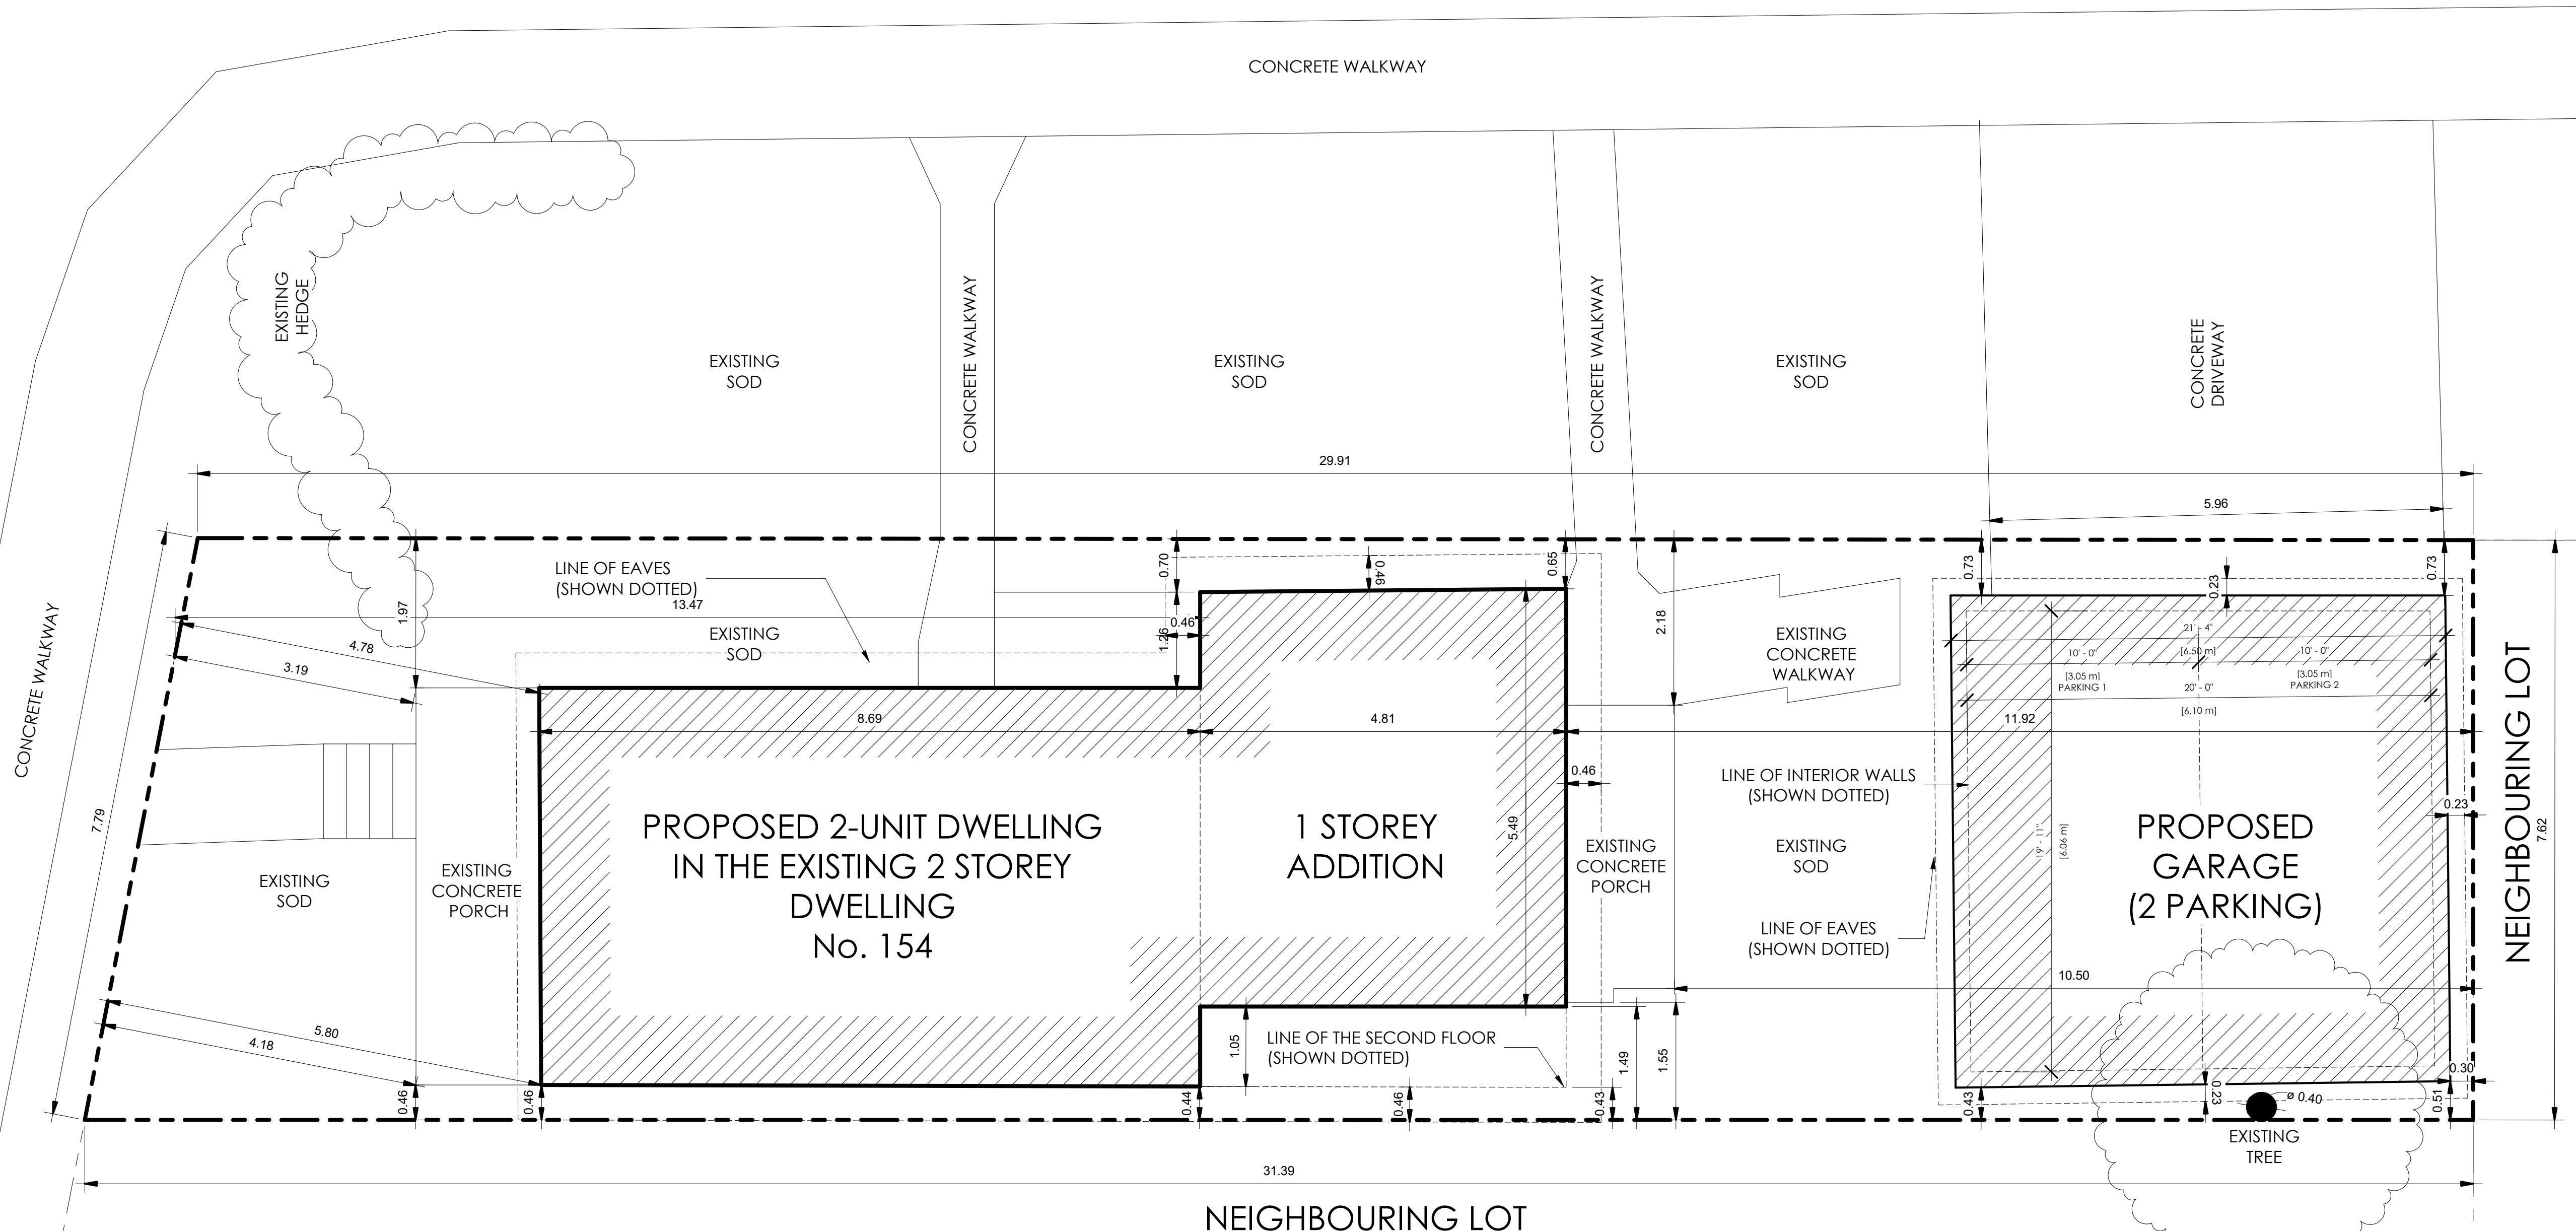 CONCRETE WALKWAY
EXISTING
HEDGE
EXISTING
SOD
CONCRETE WALKWAY
EXISTING
SOD
CONCRETE WALKWAY
EXISTING
SOD
CONCRETE
DRIVEWAY
29.91
5.96
LINE OF EAVES
(SHOWN DOTTED)
13.47
0.70
0.46
0.69
0.73
0.23
0.73
1.97
1.26
0.46
2.18
EXISTING
SOD
EXISTING
CONCRETE
WALKWAY
21' - 4"
[6.50 m]
10' - 0"
[3.05 m]
PARKING 1
10' - 0"
[3.05 m]
PARKING 2
20' - 0"
[6.10 m]
4.78
3.19
CONCRETE WALKWAY
7.79
8.69
4.81
11.92
0.46
LINE OF INTERIOR WALLS
(SHOWN DOTTED)
0.23
7.62
NEIGHBOURING LOT
PROPOSED 2-UNIT DWELLING
IN THE EXISTING 2 STOREY
DWELLING
No. 154
1 STOREY
ADDITION
5.49
EXISTING
CONCRETE
PORCH
EXISTING
SOD
19' - 11"
[6.06 m]
PROPOSED
GARAGE
(2 PARKING)
EXISTING
SOD
EXISTING
CONCRETE
PORCH
LINE OF EAVES
(SHOWN DOTTED)
10.50
5.80
4.18
1.05
LINE OF THE SECOND FLOOR
(SHOWN DOTTED)
1.49
1.55
0.30
0.46
0.46
0.44
0.46
0.43
0.43
0.23
ø 0.40
0.51
EXISTING
TREE
31.39
NEIGHBOURING LOT